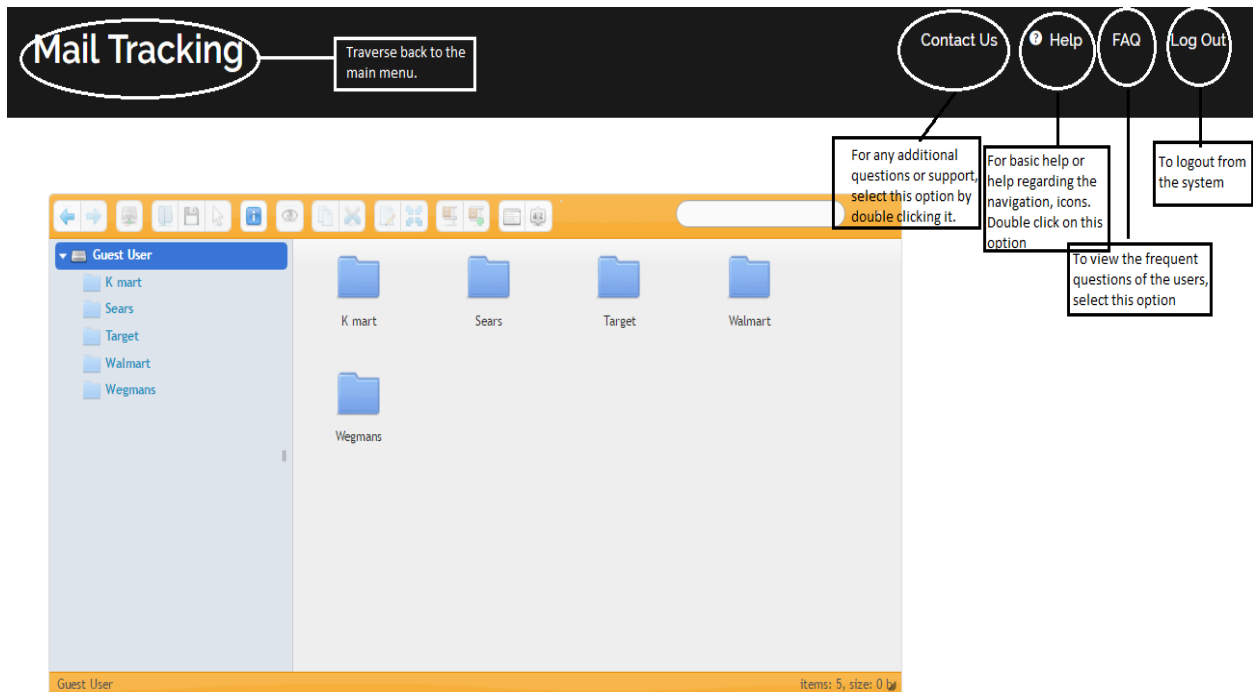 Mail Tracking
Traverse back to the
main menu.
Contact Us
Help
FAQ
Log Out
For any additional
questions or support,
select this option by
double clicking it.
For basic help or
help regarding the
navigation, icons.
Double click on this
option
To view the frequent
questions of the users,
select this option
To logout from
the system
Guest User
K mart
Sears
Target
Walmart
Wegmans
K mart
Sears
Target
Walmart
Wegmans
Guest User
items: 5, size: 0 b